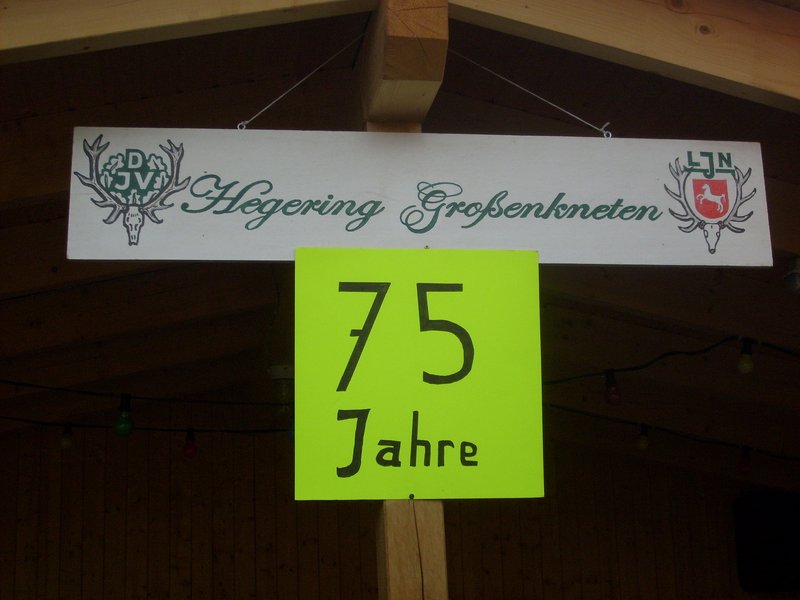 DJV
Hegering Großenkneten
LJN
75
Jahre